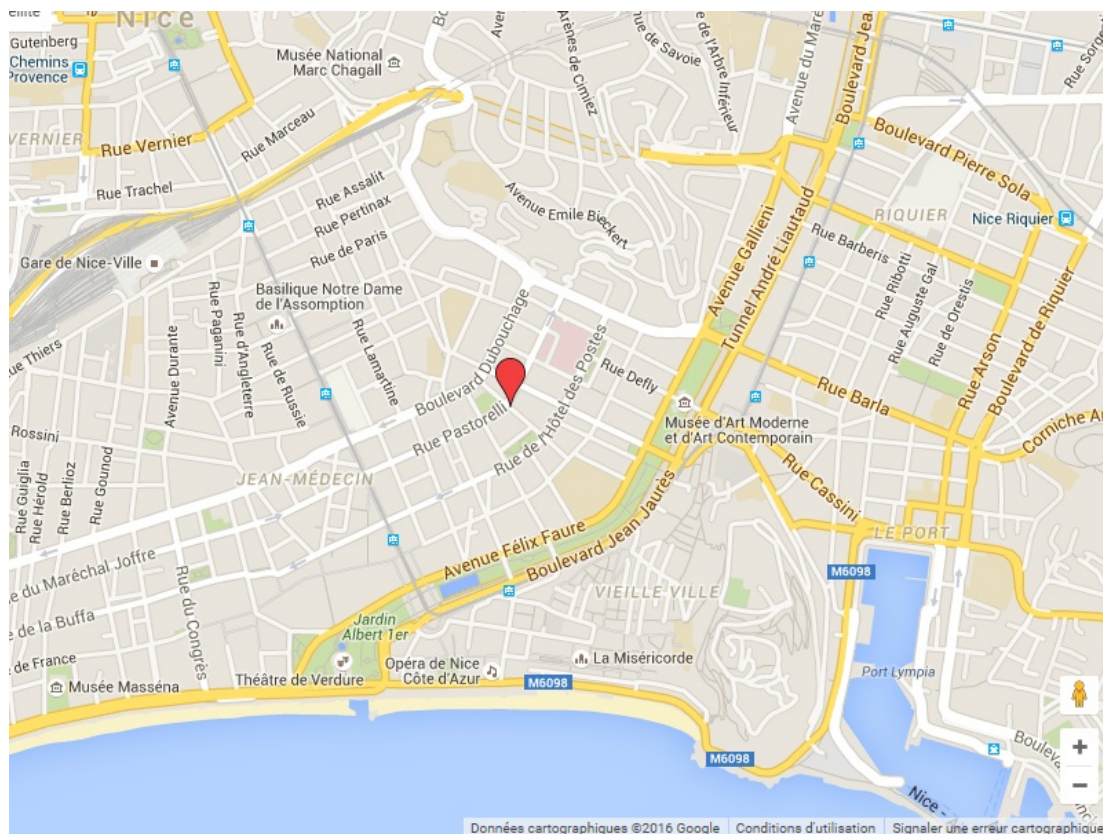 Nice
Gutenberg
Chemins
Provence
Musée National
Marc Chagall
Arènes de Cimiez
Rue de Savoie
de l'Arbre Inférieur
Avenue du
Boulevard Jean
VERNIER
Rue Vernier
Rue Marceau
Boulevard Pierre Sola
Rue Trachel
Rue Assalit
Rue Pertinax
Rue de Paris
Avenue Emile Bieckert
RIQUIER
Nice Riquier
Gare de Nice-Ville
Rue Barberis
Rue Ribotti
Rue Auguste Gal
Rue de Orestis
Basilique Notre Dame
de l'Assomption
Avenue Gallieni
Tunnel André Liautaud
Rue Thiers
Avenue Durante
Rue Paganini
Rue d'Angleterre
Rue de Russie
Rue Lamartine
Boulevard Dubouchage
Rue Pastorelli
Rue de l'Hôtel des Postes
Rue Defly
Rue Arson
Boulevard de Riquier
Rue Barla
Musée d'Art Moderne
et d'Art Contemporain
Corniche
Rossini
Rue Guiglia
Rue Hérold
Rue Berlioz
Rue Gounod
JEAN-MÉDECIN
Rue Cassini
LE PORT
Avenue Félix Faure
Boulevard Jean Jaurès
du Maréchal Joffre
Rue du Congrès
de la Buffa
M6098
VIEILLE VILLE
Jardin
Albert 1er
de France
Musée Masséna
Théâtre de Verdure
Opéra de Nice
Côte d'Azur
La Miséricorde
M6098
Port Lympia
M6098
Boulevard
Nice -
+
−
Données cartographiques ©2016 Google
Conditions d'utilisation
Signaler une erreur cartographique